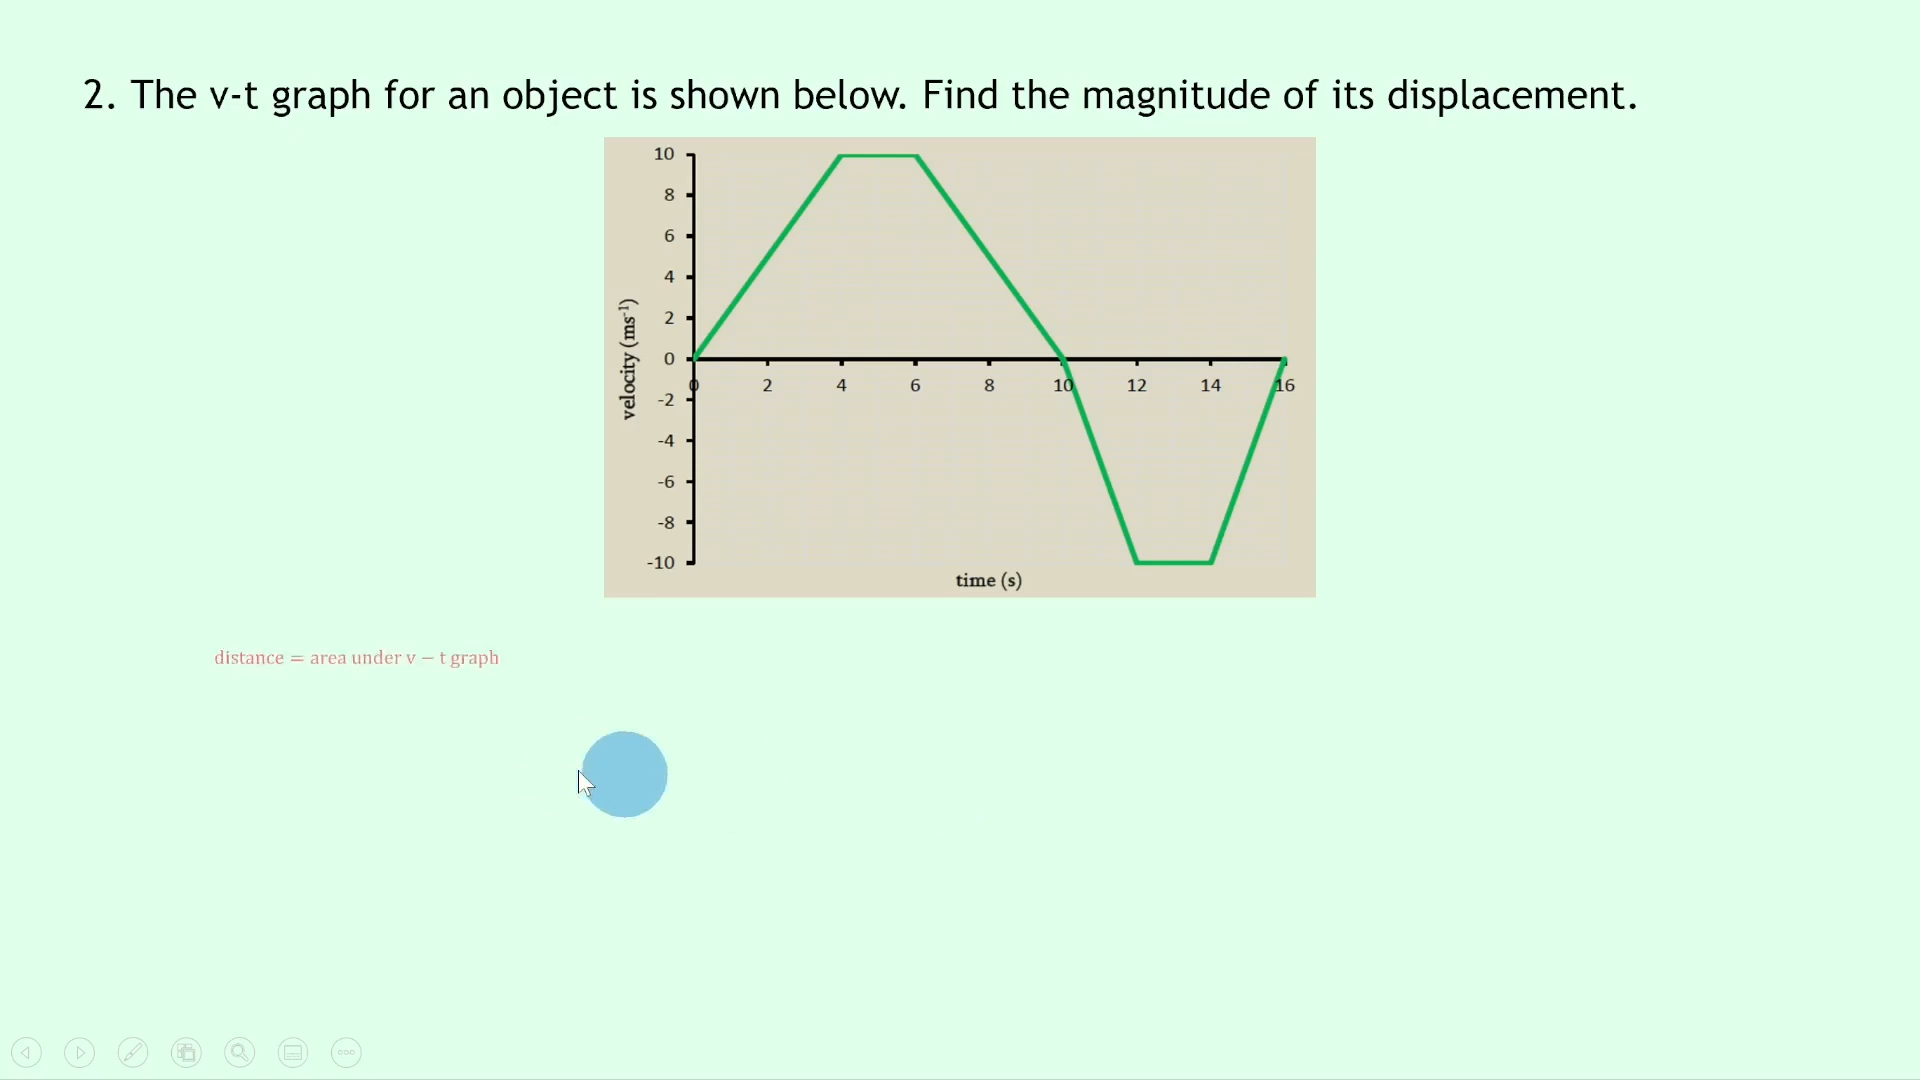 2. The v-t graph for an object is shown below. Find the magnitude of its displacement.
10
8
6
4
2
0
-2
-4
-6
-8
-10
velocity (ms⁻¹)
0 2 4 6 8 10 12 14 16
time (s)
distance = area under v − t graph